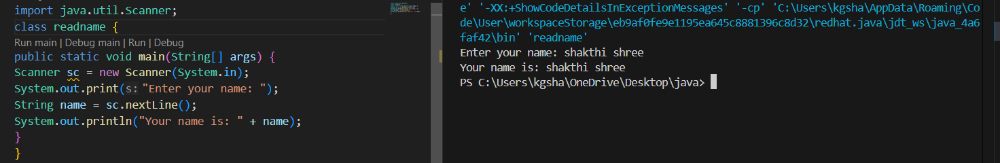 import java.util.Scanner;
class readname {
Run main | Debug main | Run | Debug
public static void main(String[] args) {
Scanner sc = new Scanner(System.in);
System.out.print(s: "Enter your name: ");
String name = sc.nextLine();
System.out.println("Your name is: " + name);
}
}
e' '-XX:+ShowCodeDetailsInExceptionMessages' '-cp' 'C:\Users\kgsha\AppData\Roaming\Co
de\User\workspaceStorage\eb9af0fe9e1195ea645c8881396c8d32\redhat.java\jdt_ws\java_4a6
faf42\bin' 'readname'
Enter your name: shakthi shree
Your name is: shakthi shree
PS C:\Users\kgsha\OneDrive\Desktop\java>